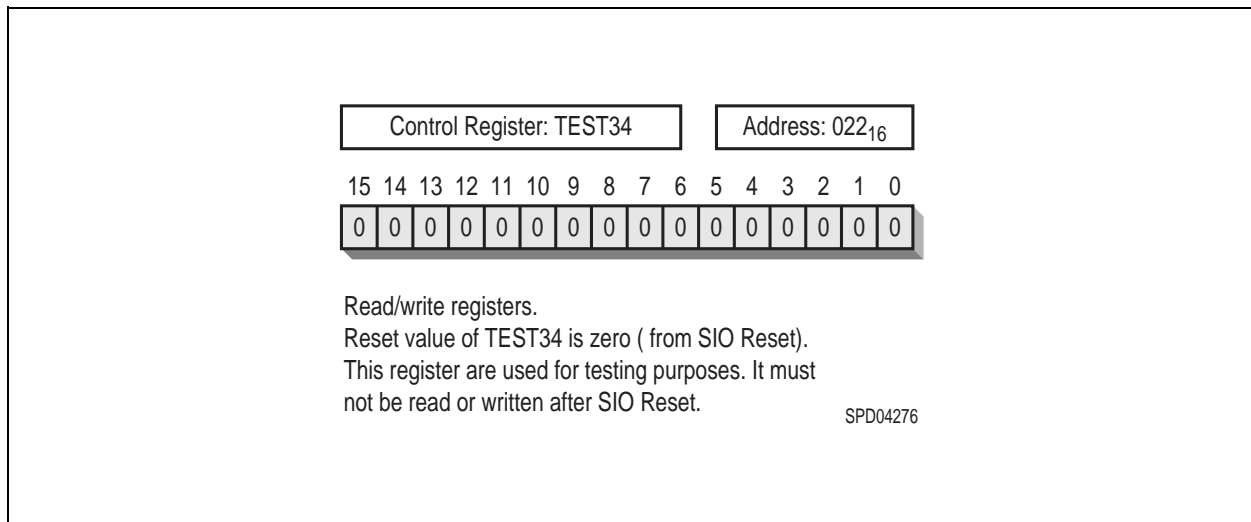 Control Register: TEST34 Address: 022₁₆
15 14 13 12 11 10 9 8 7 6 5 4 3 2 1 0
0 0 0 0 0 0 0 0 0 0 0 0 0 0 0 0
Read/write registers.
Reset value of TEST34 is zero ( from SIO Reset).
This register are used for testing purposes. It must
not be read or written after SIO Reset.
SPD04276